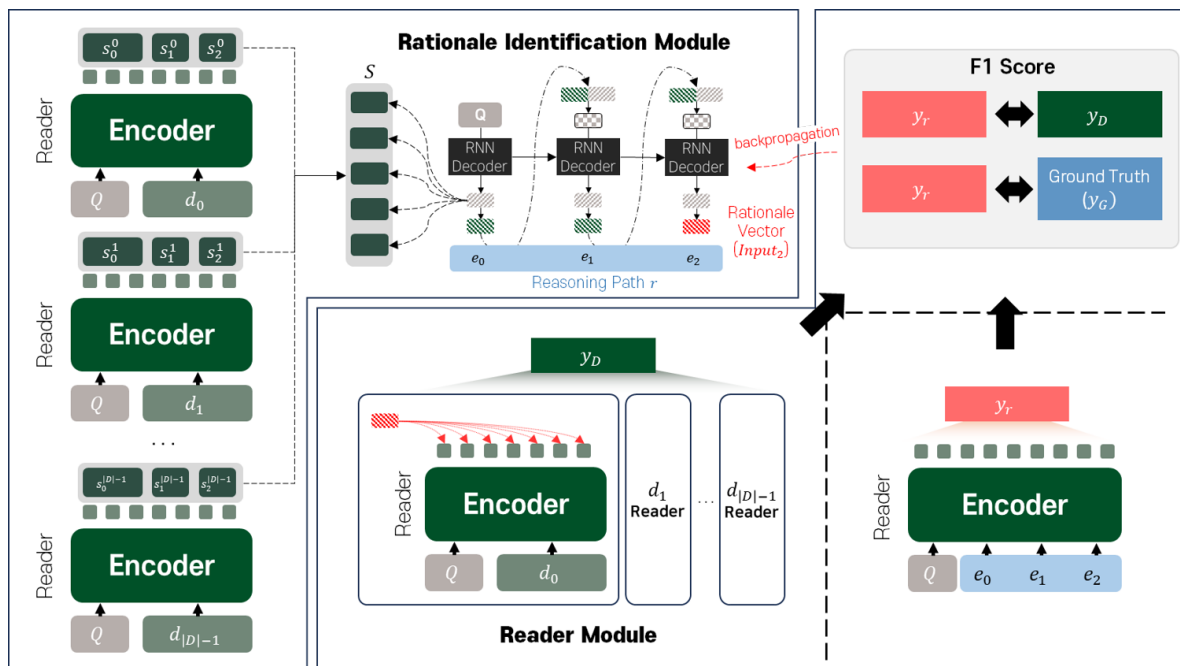 Rationale Identification Module
s_0^0 s_1^0 s_2^0
Reader
Encoder
Q d_0
s_0^1 s_1^1 s_2^1
Reader
Encoder
Q d_1
...
s_0^{|D|-1} s_1^{|D|-1} s_2^{|D|-1}
Reader
Encoder
Q d_{|D|-1}
S
Q
RNN
Decoder
RNN
Decoder
RNN
Decoder
backpropagation
Rationale
Vector
(Input_2)
e_0 e_1 e_2
Reasoning Path r
F1 Score
y_r y_D
y_r Ground Truth
(y_G)
y_D
Reader
Encoder
Q d_0
d_1
Reader
...
d_{|D|-1}
Reader
Reader Module
y_r
Reader
Encoder
Q e_0 e_1 e_2